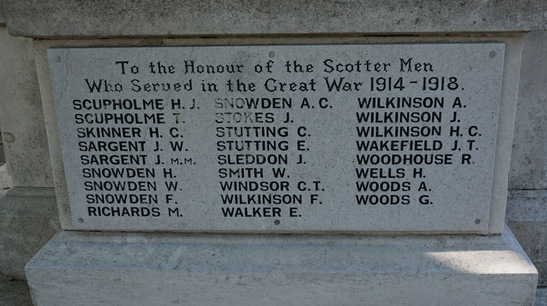 To the Honour of the Scotter Men
Who Served in the Great War 1914-1918.
SCUPHOLME H. J. SNOWDEN A. C. WILKINSON A.
SCUPHOLME T. STOKES J. WILKINSON J.
SKINNER H. C. STUTTING C. WILKINSON H. C.
SARGENT J. W. STUTTING E. WAKEFIELD J. T.
SARGENT J. M.M. SLEDDON J. WOODHOUSE R.
SNOWDEN H. SMITH W. WELLS H.
SNOWDEN W. WINDSOR C.T. WOODS A.
SNOWDEN F. WILKINSON F. WOODS G.
RICHARDS M. WALKER E.